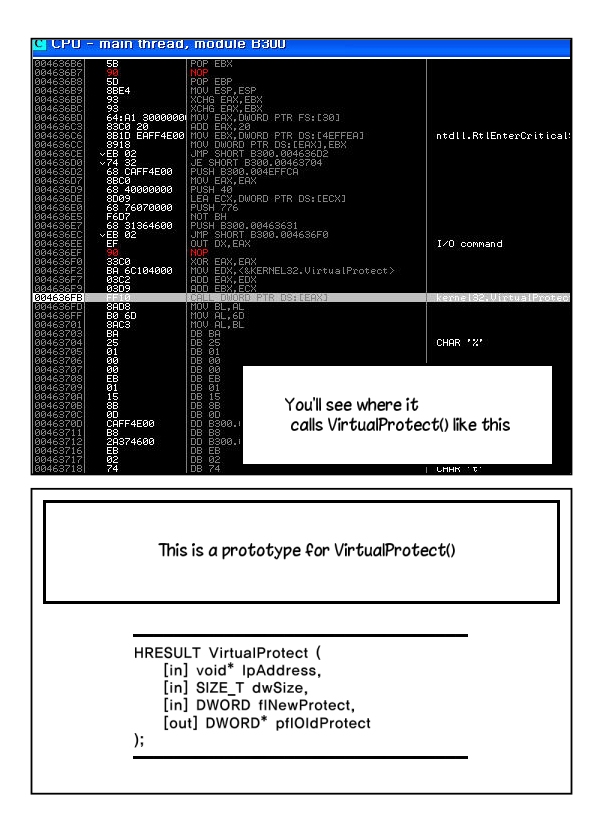 C CPU - main thread, module B300
004636B6 5B POP EBX
004636B7 90 NOP
004636B8 5D POP EBP
004636B9 8BE4 MOV ESP,ESP
004636BB 93 XCHG EAX,EBX
004636BC 93 XCHG EAX,EBX
004636BD 64:A1 3000000 MOV EAX,DWORD PTR FS:[30]
004636C3 83C0 20 ADD EAX,20
004636C6 8B1D EAFF4E00 MOV EBX,DWORD PTR DS:[4EFFEA] ntdll.RtlEnterCritical
004636CC 8918 MOV DWORD PTR DS:[EAX],EBX
004636CE EB 02 JMP SHORT B300.004636D2
004636D0 74 32 JE SHORT B300.00463704
004636D2 68 CAFF4E00 PUSH B300.004EFFCA
004636D7 8BC0 MOV EAX,EAX
004636D9 68 40000000 PUSH 40
004636DE 8D09 LEA ECX,DWORD PTR DS:[ECX]
004636E0 68 76070000 PUSH 776
004636E5 F6D7 NOT BH
004636E7 68 31364600 PUSH B300.00463631
004636EC EB 02 JMP SHORT B300.004636F0
004636EE EF OUT DX,EAX I/O command
004636EF 90 NOP
004636F0 33C0 XOR EAX,EAX
004636F2 BA 6C104000 MOV EDX,<&KERNEL32.VirtualProtect>
004636F7 03C2 ADD EAX,EDX
004636F9 03D9 ADD EBX,ECX
004636FB FF10 CALL DWORD PTR DS:[EAX] kernel32.VirtualProtec
004636FD 8AD8 MOV BL,AL
004636FF B0 6D MOV AL,6D
00463701 8AC3 MOV AL,BL
00463703 BA DB BA
00463704 25 DB 25 CHAR '%'
00463705 01 DB 01
00463706 00 DB 00
00463707 00 DB 00
00463708 EB DB EB
00463709 01 DB 01
0046370A 15 DB 15
0046370B 8B DB 8B
0046370C 0D DB 0D
0046370D CAFF4E00 DD B300.
00463711 B8 DB B8
00463712 2A374600 DD B300.
00463716 EB DB EB
00463717 02 DB 02
00463718 74 DB 74 CHAR 't'
You'll see where it
calls VirtualProtect() like this
This is a prototype for VirtualProtect()
HRESULT VirtualProtect (
[in] void* lpAddress,
[in] SIZE_T dwSize,
[in] DWORD flNewProtect,
[out] DWORD* pflOldProtect
);